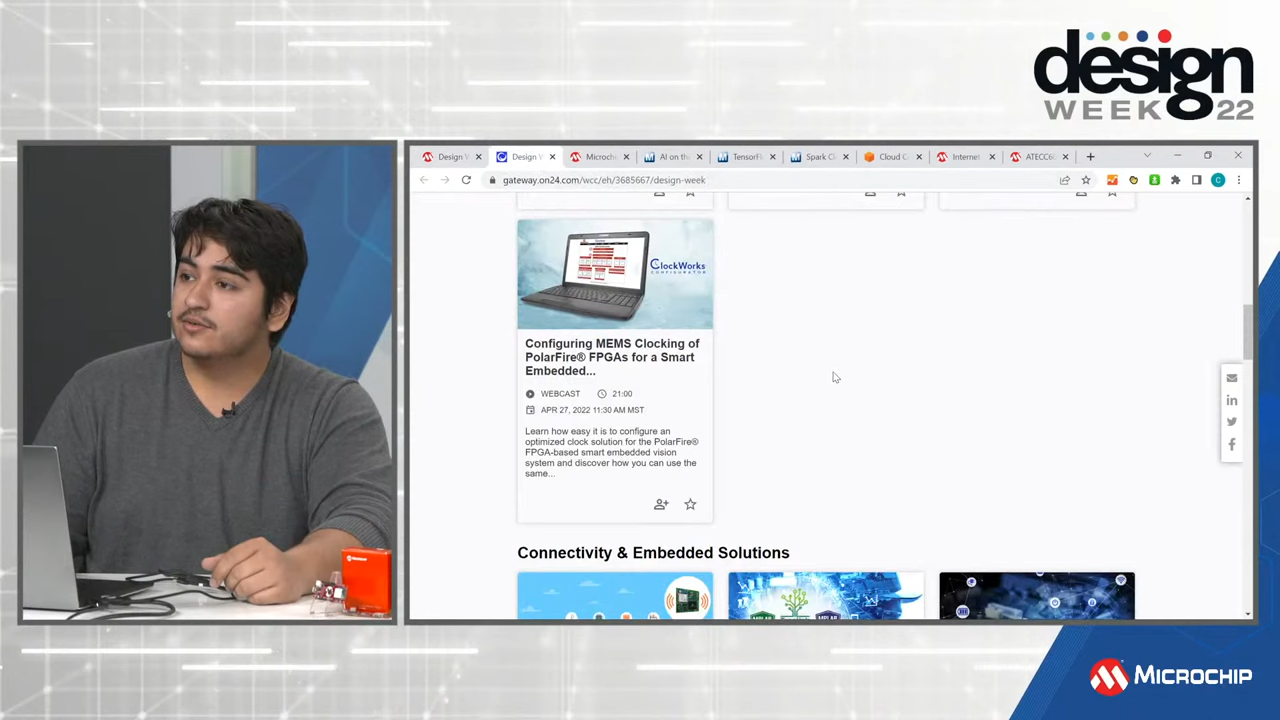 design
WEEK 22
Design W
Design W
Microch
AI on th
TensorFl
Spark Cl
Cloud C
Internet
ATECC6
gateway.on24.com/wcc/eh/3685667/design-week
C
ClockWorks
CONFIGURATOR
Configuring MEMS Clocking of
PolarFire® FPGAs for a Smart
Embedded...
WEBCAST 21:00
APR 27, 2022 11:30 AM MST
Learn how easy it is to configure an
optimized clock solution for the PolarFire®
FPGA-based smart embedded vision
system and discover how you can use the
same...
Connectivity & Embedded Solutions
MICROCHIP